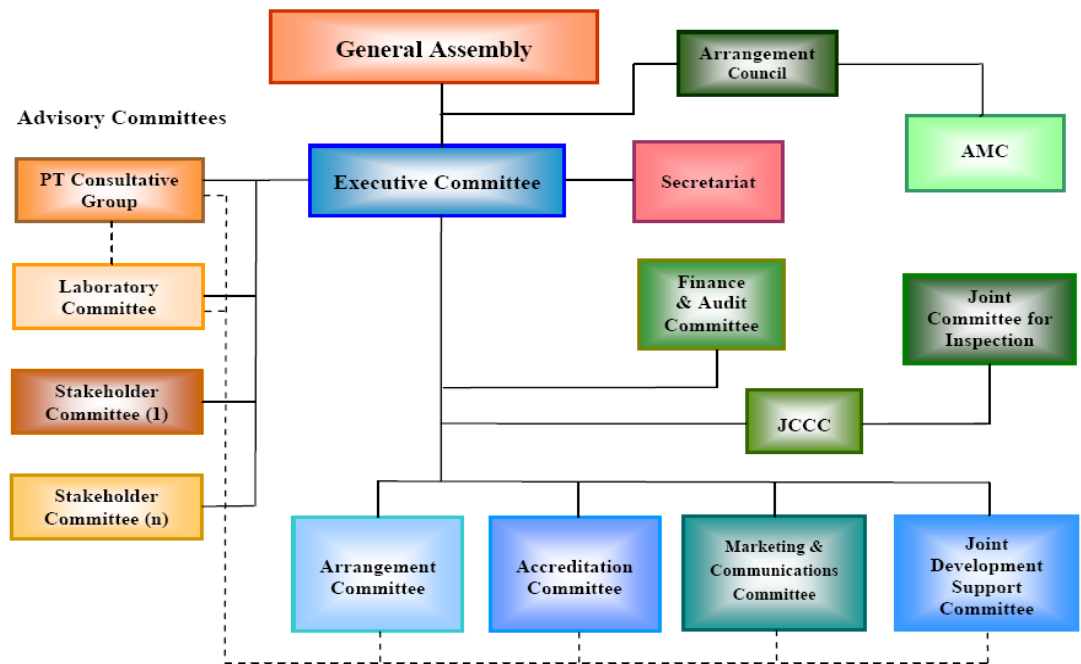 General Assembly
Arrangement
Council
Advisory Committees
AMC
PT Consultative
Group
Executive Committee
Secretariat
Laboratory
Committee
Finance
& Audit
Committee
Joint
Committee for
Inspection
Stakeholder
Committee (1)
JCCC
Stakeholder
Committee (n)
Arrangement
Committee
Accreditation
Committee
Marketing &
Communications
Committee
Joint
Development
Support
Committee